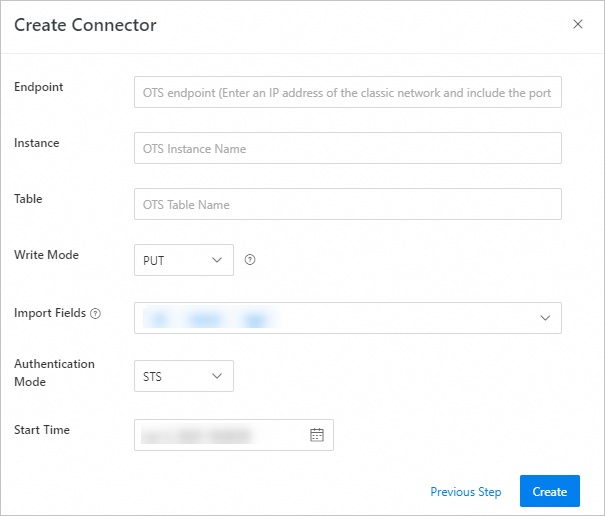 Create Connector
Endpoint
OTS endpoint (Enter an IP address of the classic network and include the port
Instance
OTS Instance Name
Table
OTS Table Name
Write Mode
PUT
Import Fields
Authentication
Mode
STS
Start Time
Previous Step
Create